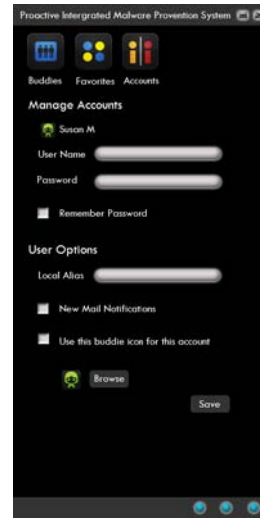 Proactive Intergrated Malware Provention System
Buddies Favorites Accounts
Manage Accounts
Susan M
User Name
Password
Remember Password
User Options
Local Alias
New Mail Notifications
Use this buddie icon for this account
Browse
Save